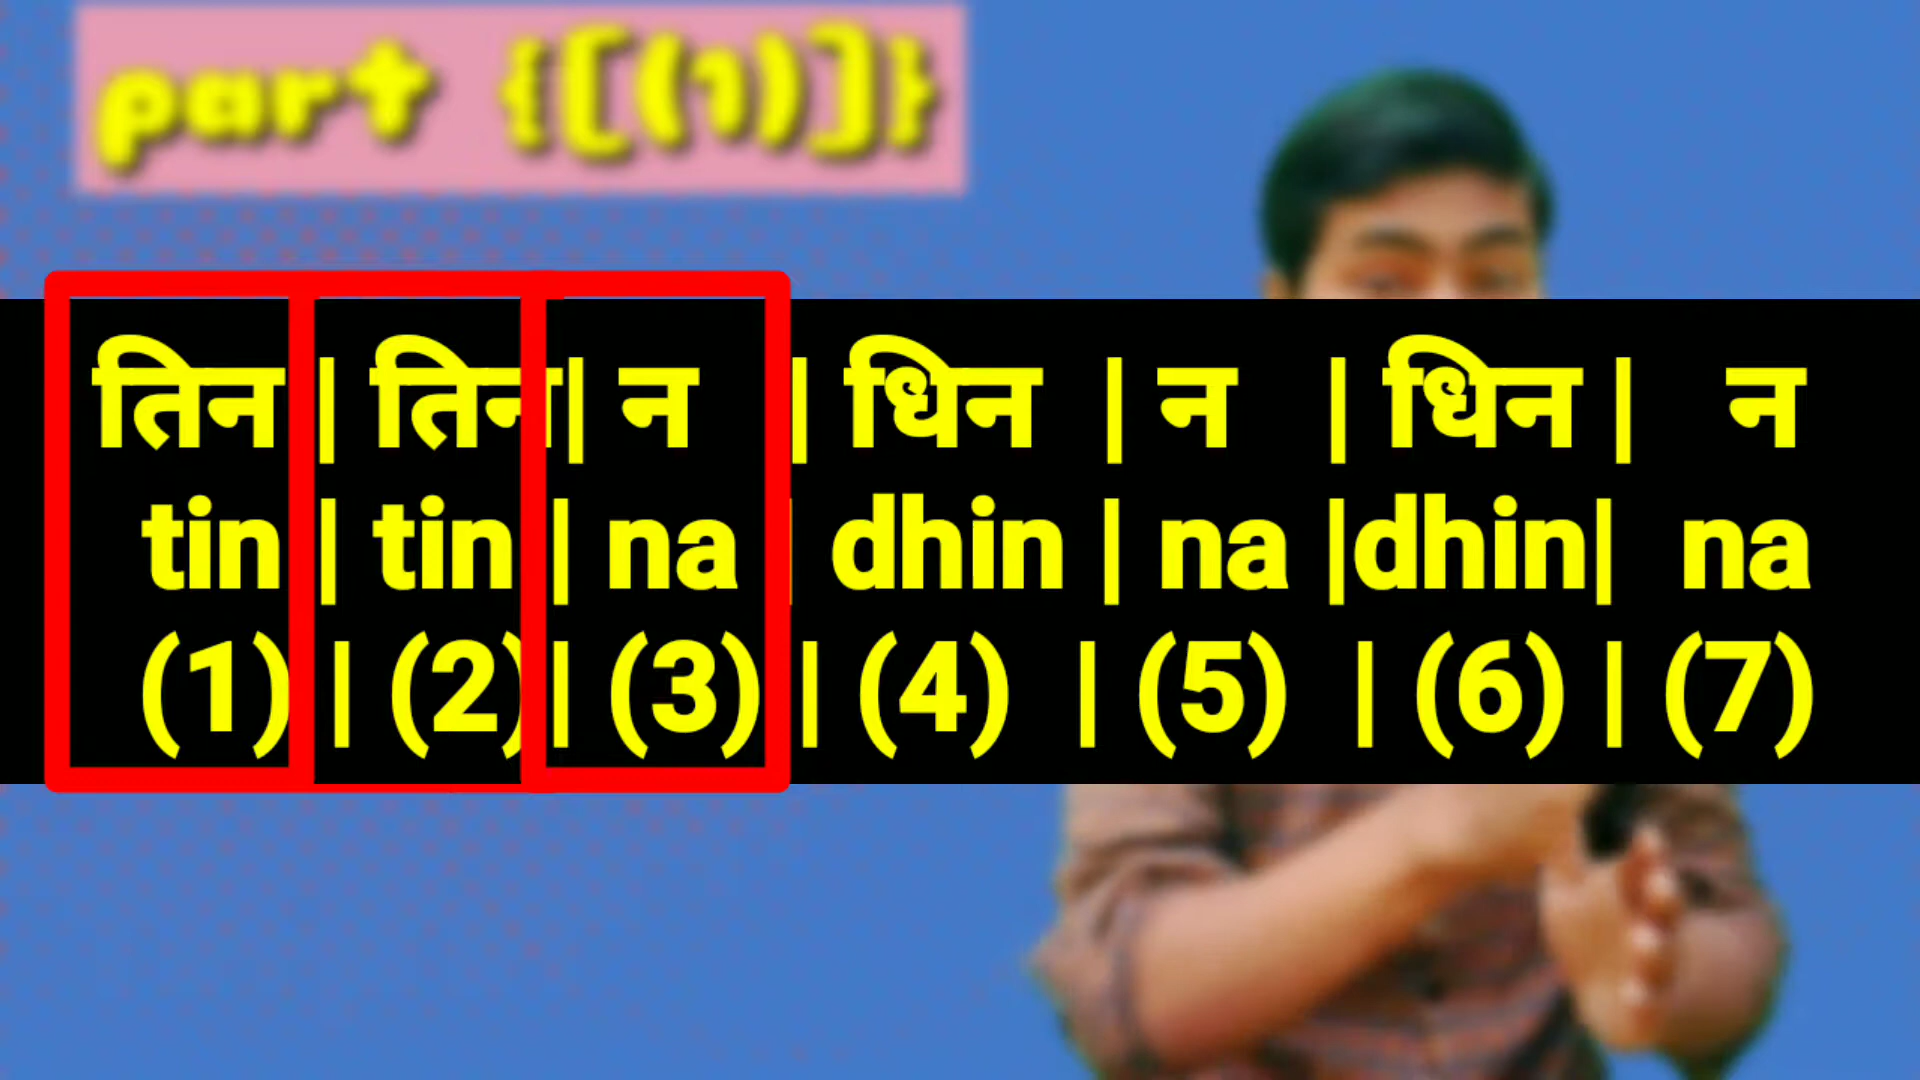 part {[(1)]}
तिन | तिन | न | धिन | न | धिन | न
tin | tin | na | dhin | na |dhin| na
(1) | (2) | (3) | (4) | (5) | (6) | (7)